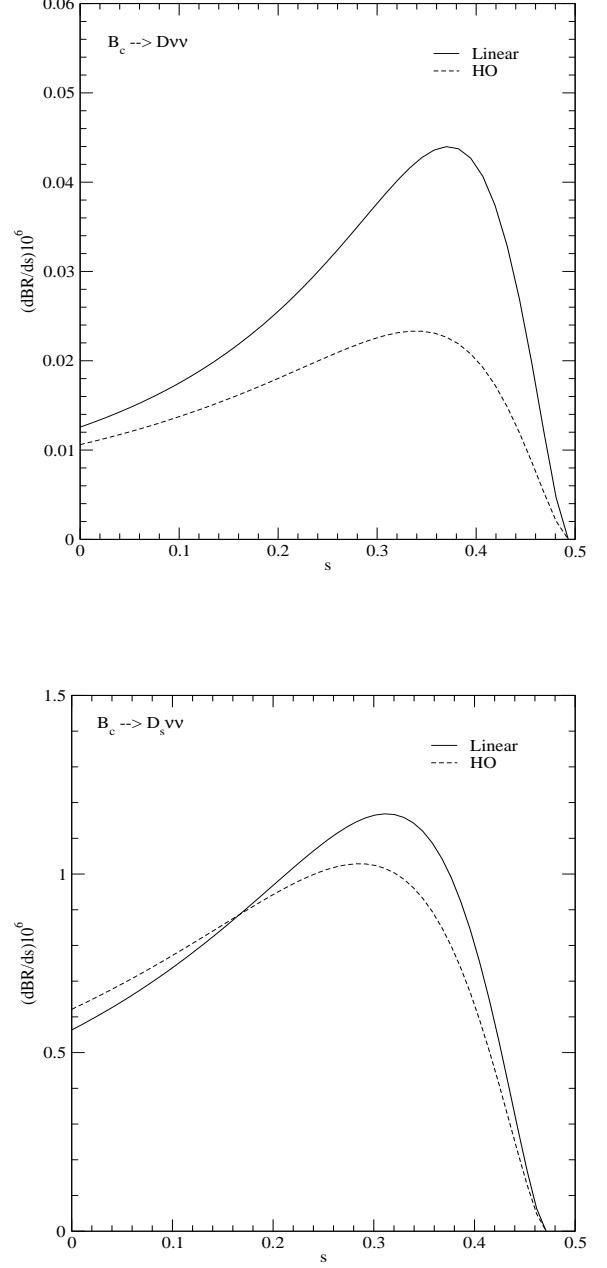 0.06
B_c --> Dνν
Linear
HO
0.05
0.04
0.03
0.02
0.01
0
(dBR/ds)10^6
0 0.1 0.2 0.3 0.4 0.5
s
1.5
B_c --> D_sνν
Linear
HO
1
0.5
0
(dBR/ds)10^6
0 0.1 0.2 0.3 0.4 0.5
s